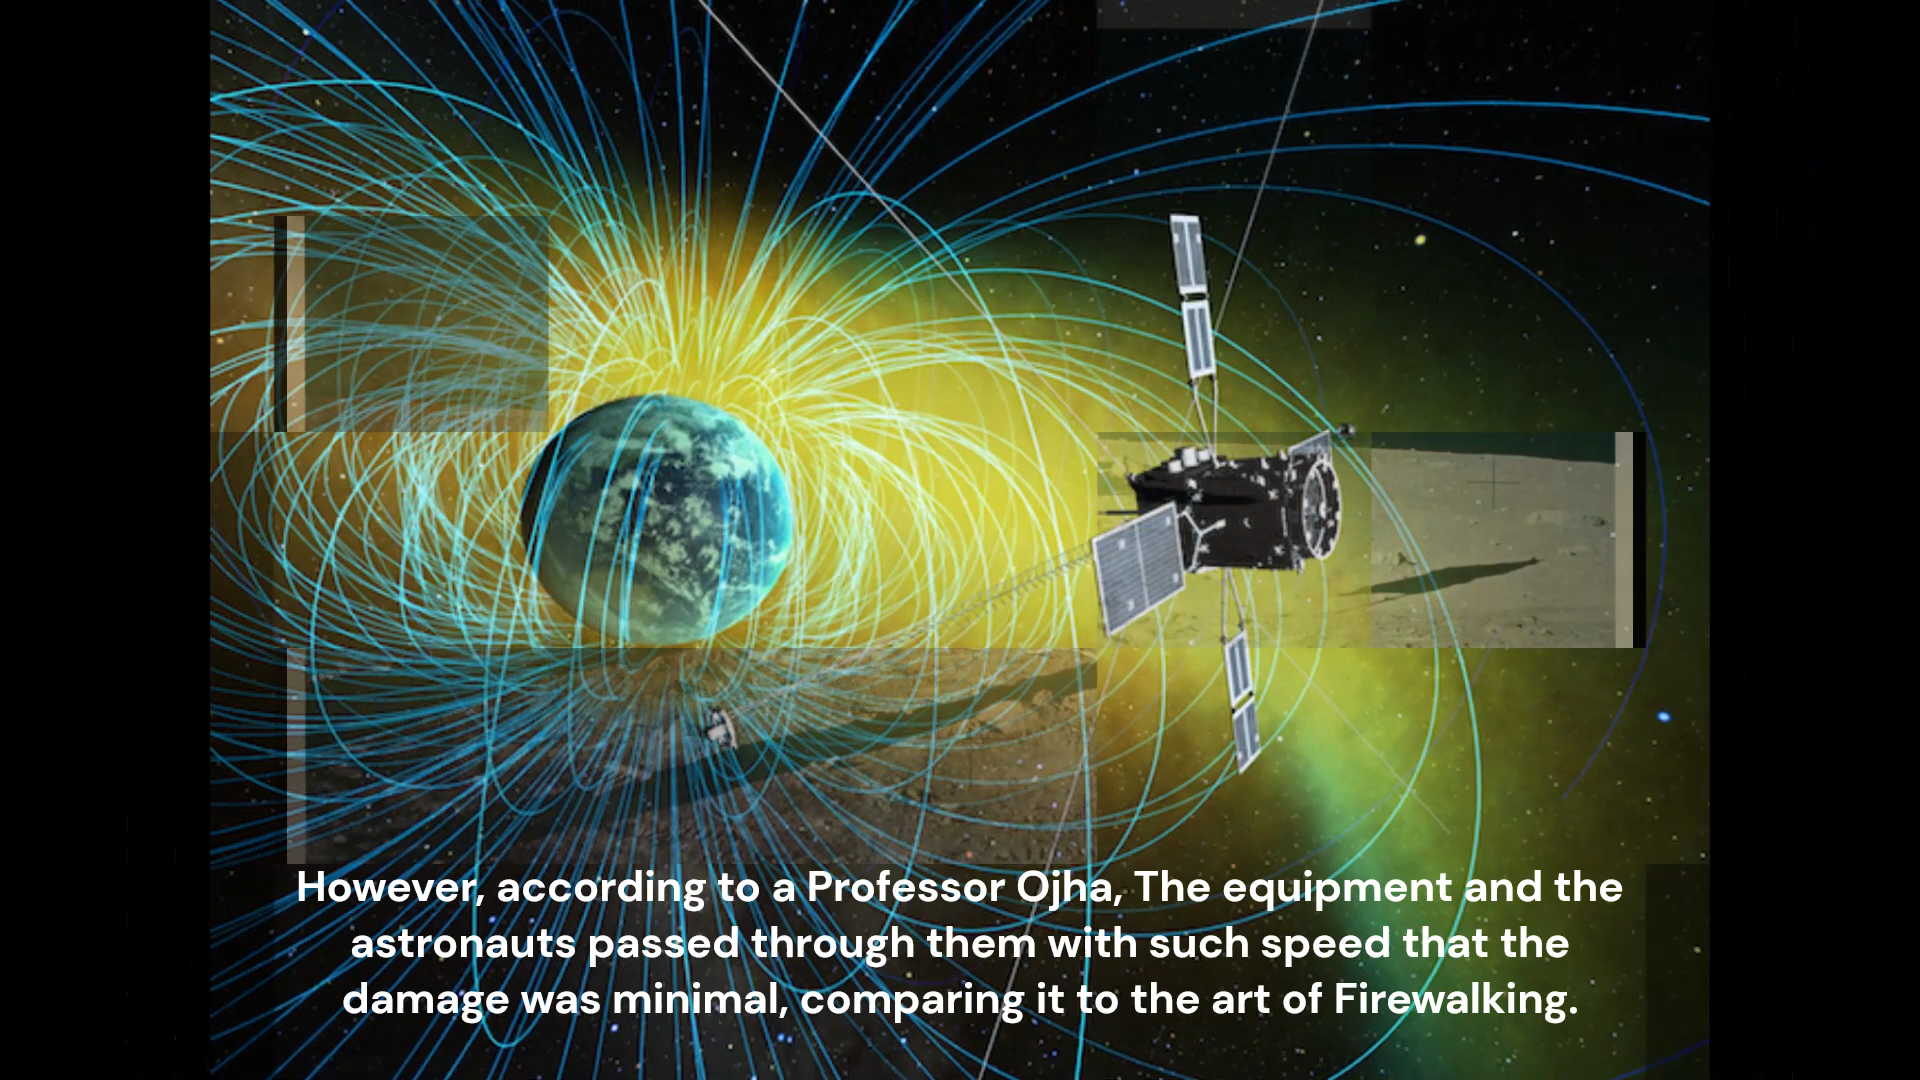 However, according to a Professor Ojha, The equipment and the
astronauts passed through them with such speed that the
damage was minimal, comparing it to the art of Firewalking.